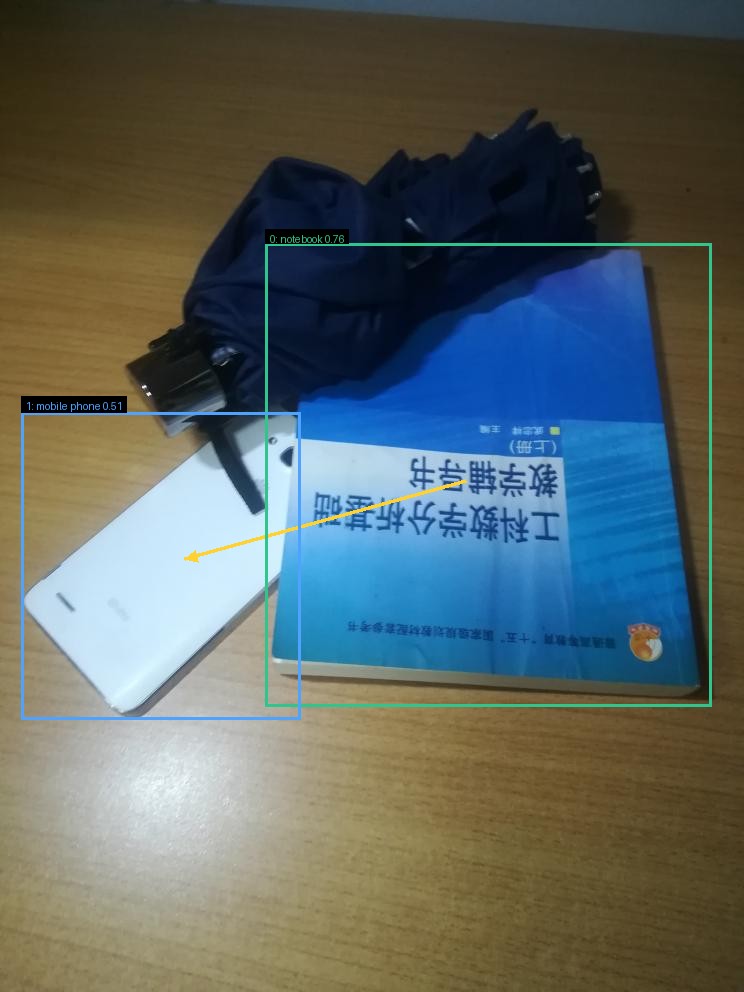 0: notebook 0.76
1: mobile phone 0.51
普通高等教育“十五”国家级规划教材配套参考书
工科数学分析基础
教学辅导书
(上册)
武忠祥 主编